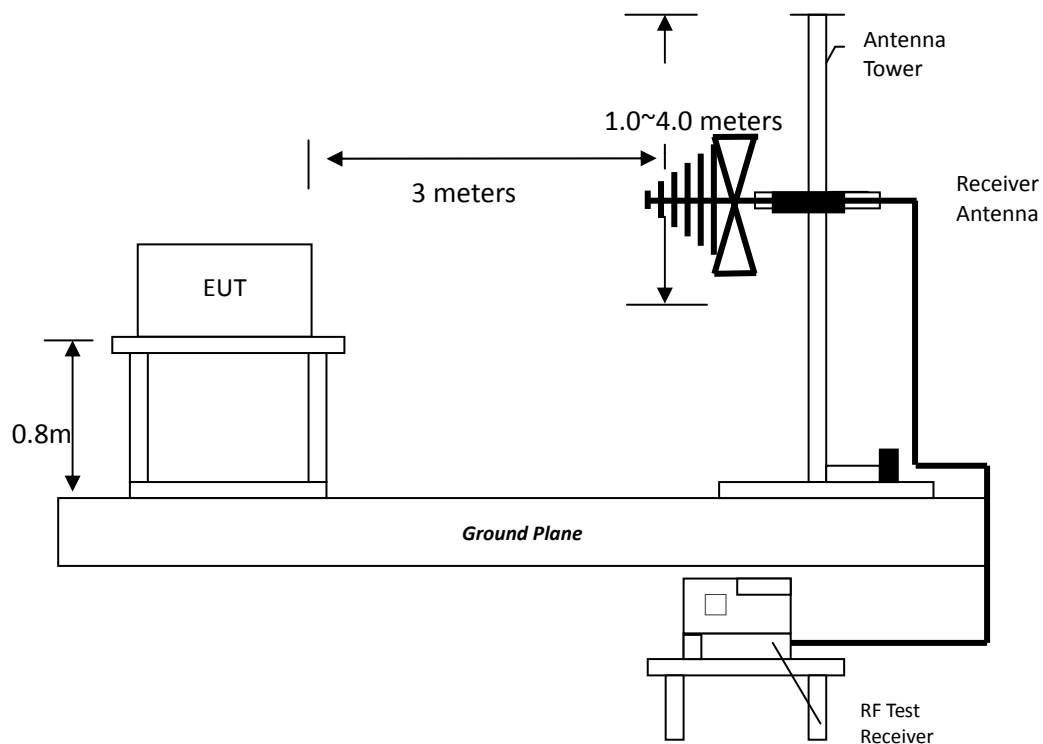 Antenna
Tower
1.0~4.0 meters
3 meters
Receiver
Antenna
EUT
0.8m
Ground Plane
RF Test
Receiver